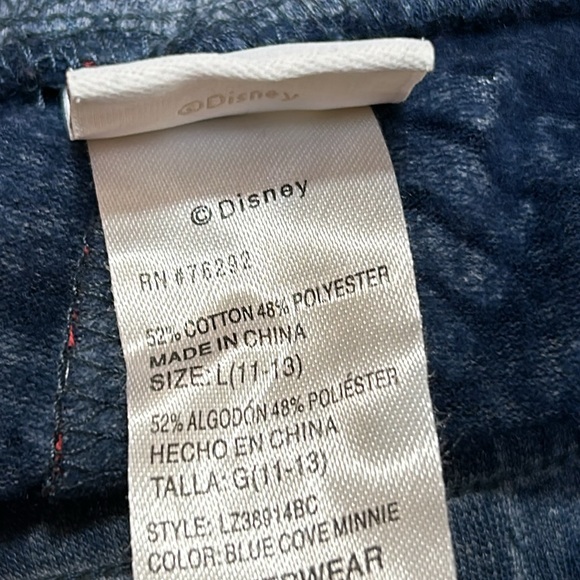 ©Disney
©Disney
RN #76292
52% COTTON 48% POLYESTER
MADE IN CHINA
SIZE: L(11-13)
52% ALGODÓN 48% POLIÉSTER
HECHO EN CHINA
TALLA: G(11-13)
STYLE: LZ38914BC
COLOR: BLUE COVE MINNIE